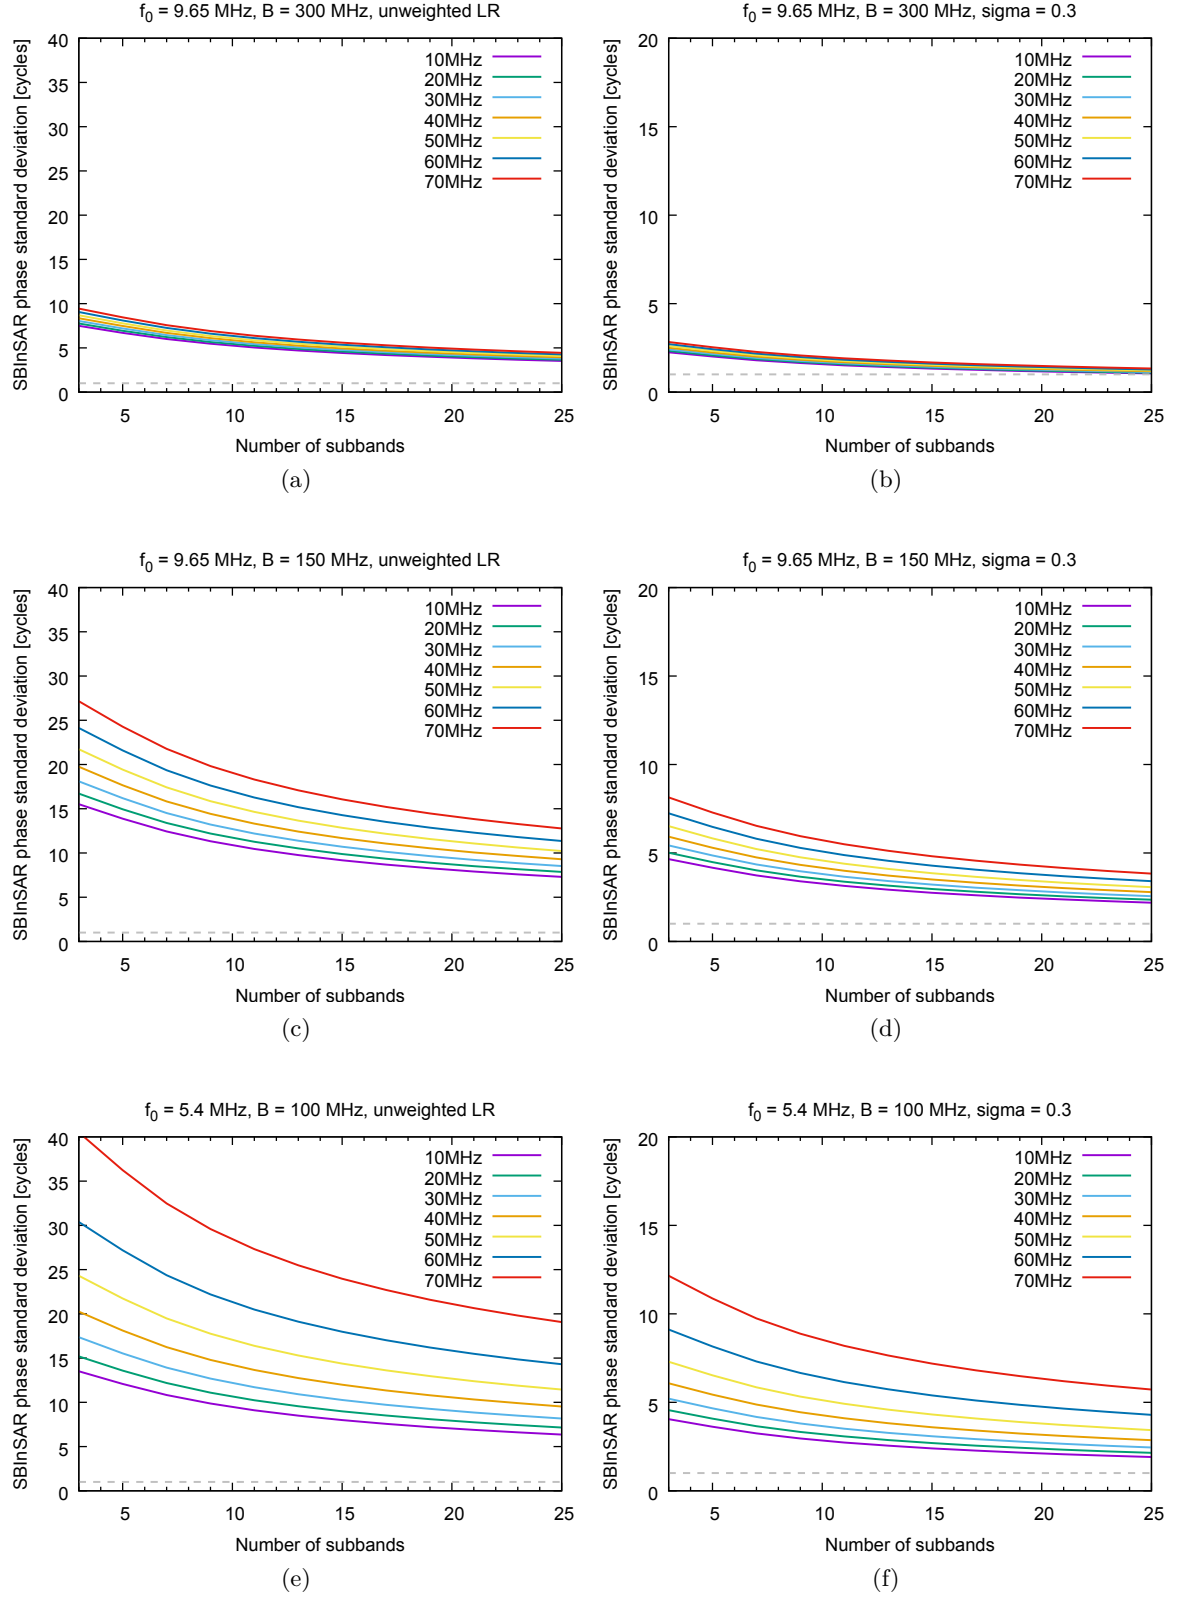 f0 = 9.65 MHz, B = 300 MHz, unweighted LR
SBInSAR phase standard deviation [cycles]
40
35
30
25
20
15
10
5
0
10MHz
20MHz
30MHz
40MHz
50MHz
60MHz
70MHz
5 10 15 20 25
Number of subbands
(a)
f0 = 9.65 MHz, B = 300 MHz, sigma = 0.3
SBInSAR phase standard deviation [cycles]
20
15
10
5
0
10MHz
20MHz
30MHz
40MHz
50MHz
60MHz
70MHz
5 10 15 20 25
Number of subbands
(b)
f0 = 9.65 MHz, B = 150 MHz, unweighted LR
SBInSAR phase standard deviation [cycles]
40
35
30
25
20
15
10
5
0
10MHz
20MHz
30MHz
40MHz
50MHz
60MHz
70MHz
5 10 15 20 25
Number of subbands
(c)
f0 = 9.65 MHz, B = 150 MHz, sigma = 0.3
SBInSAR phase standard deviation [cycles]
20
15
10
5
0
10MHz
20MHz
30MHz
40MHz
50MHz
60MHz
70MHz
5 10 15 20 25
Number of subbands
(d)
f0 = 5.4 MHz, B = 100 MHz, unweighted LR
SBInSAR phase standard deviation [cycles]
40
35
30
25
20
15
10
5
0
10MHz
20MHz
30MHz
40MHz
50MHz
60MHz
70MHz
5 10 15 20 25
Number of subbands
(e)
f0 = 5.4 MHz, B = 100 MHz, sigma = 0.3
SBInSAR phase standard deviation [cycles]
20
15
10
5
0
10MHz
20MHz
30MHz
40MHz
50MHz
60MHz
70MHz
5 10 15 20 25
Number of subbands
(f)